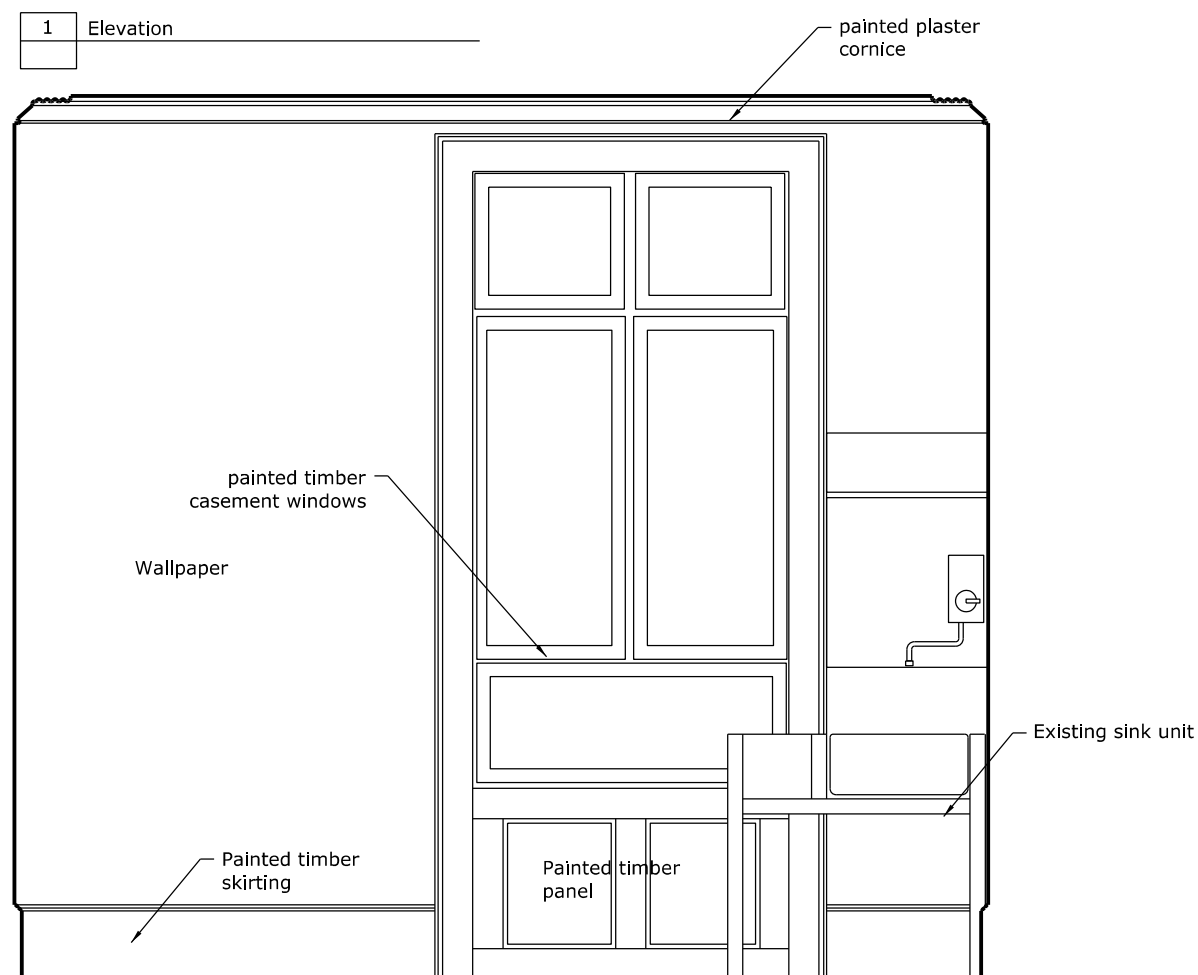 1
Elevation
painted plaster
cornice
painted timber
casement windows
Wallpaper
Existing sink unit
Painted timber
skirting
Painted timber
panel